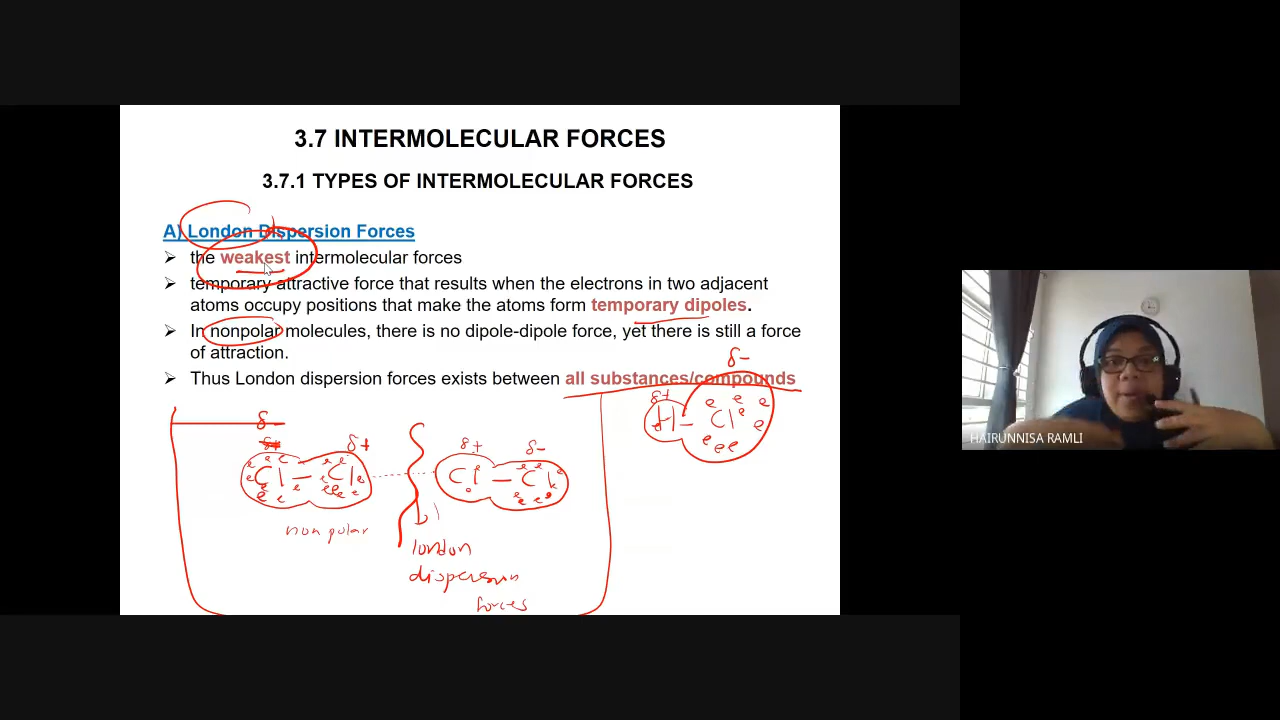 3.7 INTERMOLECULAR FORCES
3.7.1 TYPES OF INTERMOLECULAR FORCES
A) London Dispersion Forces
➢ the weakest intermolecular forces
➢ temporary attractive force that results when the electrons in two adjacent
atoms occupy positions that make the atoms form temporary dipoles.
➢ In nonpolar molecules, there is no dipole-dipole force, yet there is still a force
of attraction.
➢ Thus London dispersion forces exists between all substances/compounds
δ-
δ+
H - Cl
e e e e e e e e
δ-
δ+ δ+ δ+ δ-
Cl - Cl Cl - Cl
non polar
london
dispersion
forces
HAIRUNNISA RAMLI